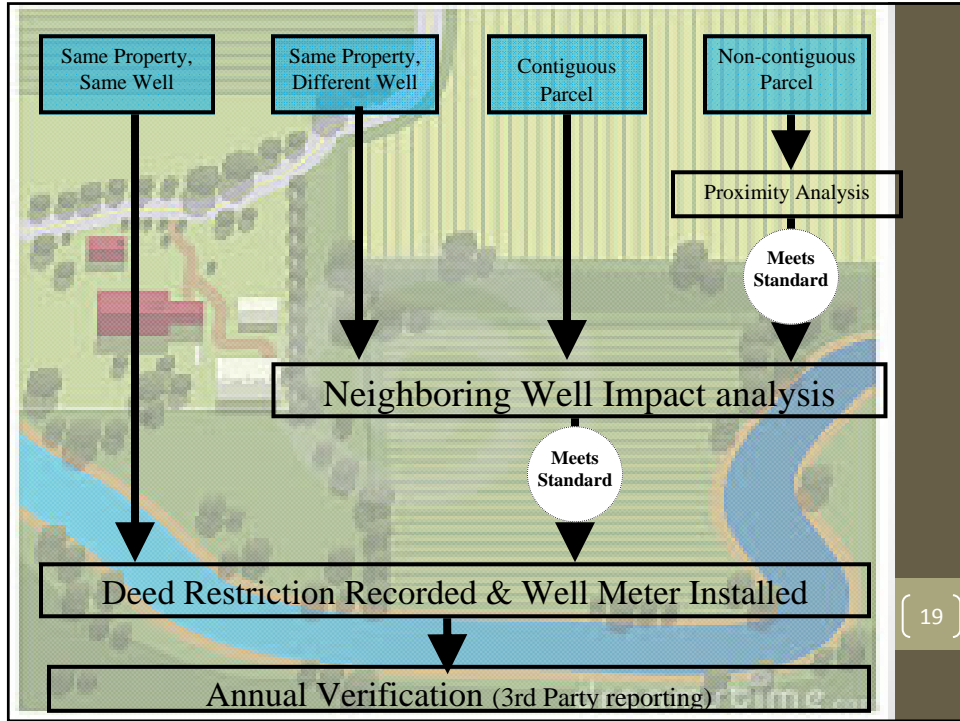 Same Property,
Same Well
Same Property,
Different Well
Contiguous
Parcel
Non-contiguous
Parcel
Proximity Analysis
Meets
Standard
Neighboring Well Impact analysis
Meets
Standard
Deed Restriction Recorded & Well Meter Installed
19
Annual Verification (3rd Party reporting)